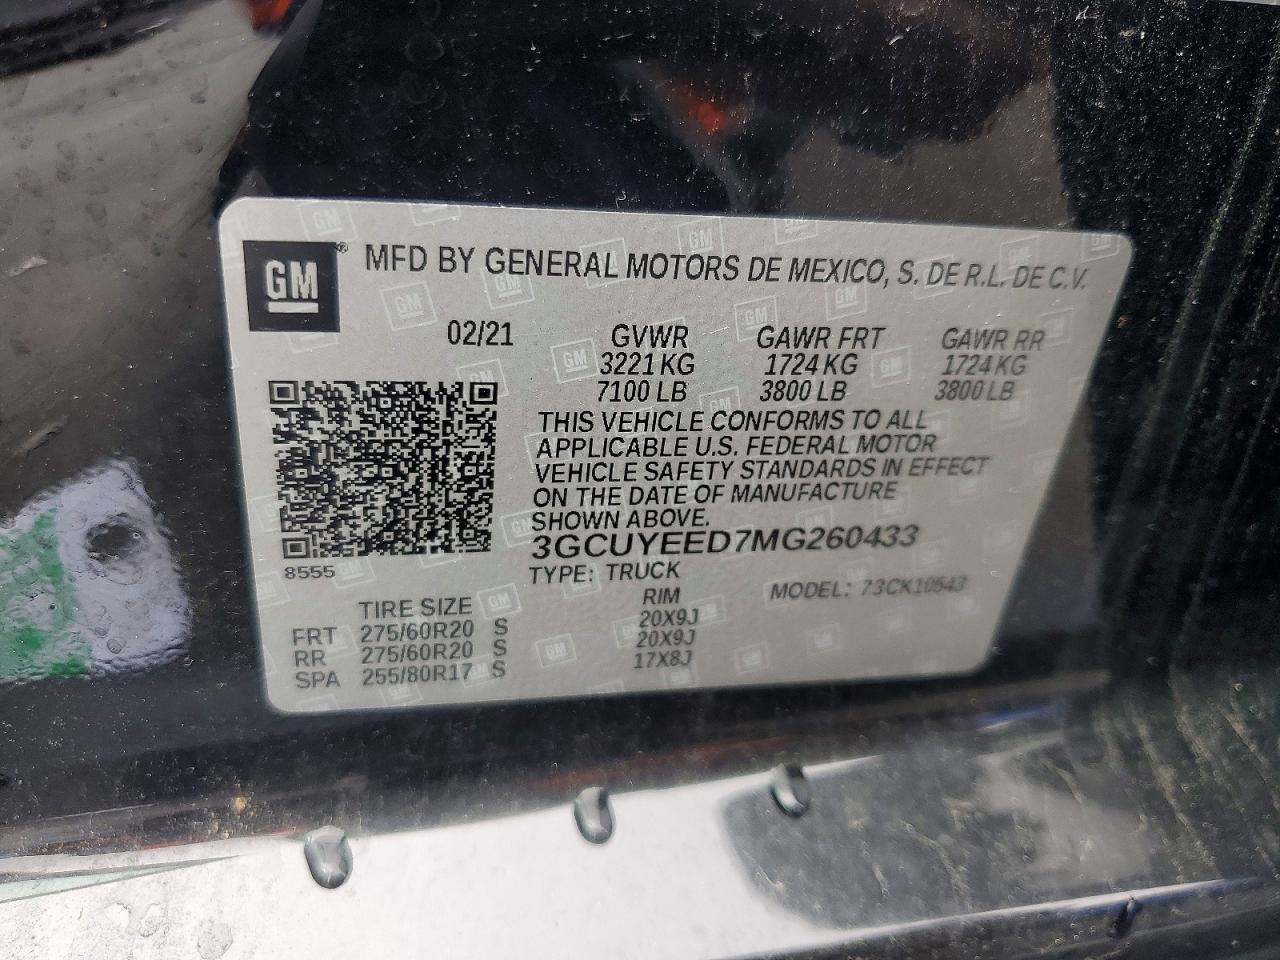 GM® MFD BY GENERAL MOTORS DE MEXICO, S. DE R.L. DE C.V.
02/21 GVWR GAWR FRT GAWR RR
3221 KG 1724 KG 1724 KG
7100 LB 3800 LB 3800 LB
THIS VEHICLE CONFORMS TO ALL
APPLICABLE U.S. FEDERAL MOTOR
VEHICLE SAFETY STANDARDS IN EFFECT
ON THE DATE OF MANUFACTURE
SHOWN ABOVE.
3GCUYEED7MG260433
8555 TYPE: TRUCK MODEL: 73CK10543
TIRE SIZE RIM
FRT 275/60R20 S 20X9J
RR 275/60R20 S 20X9J
SPA 255/80R17 S 17X8J